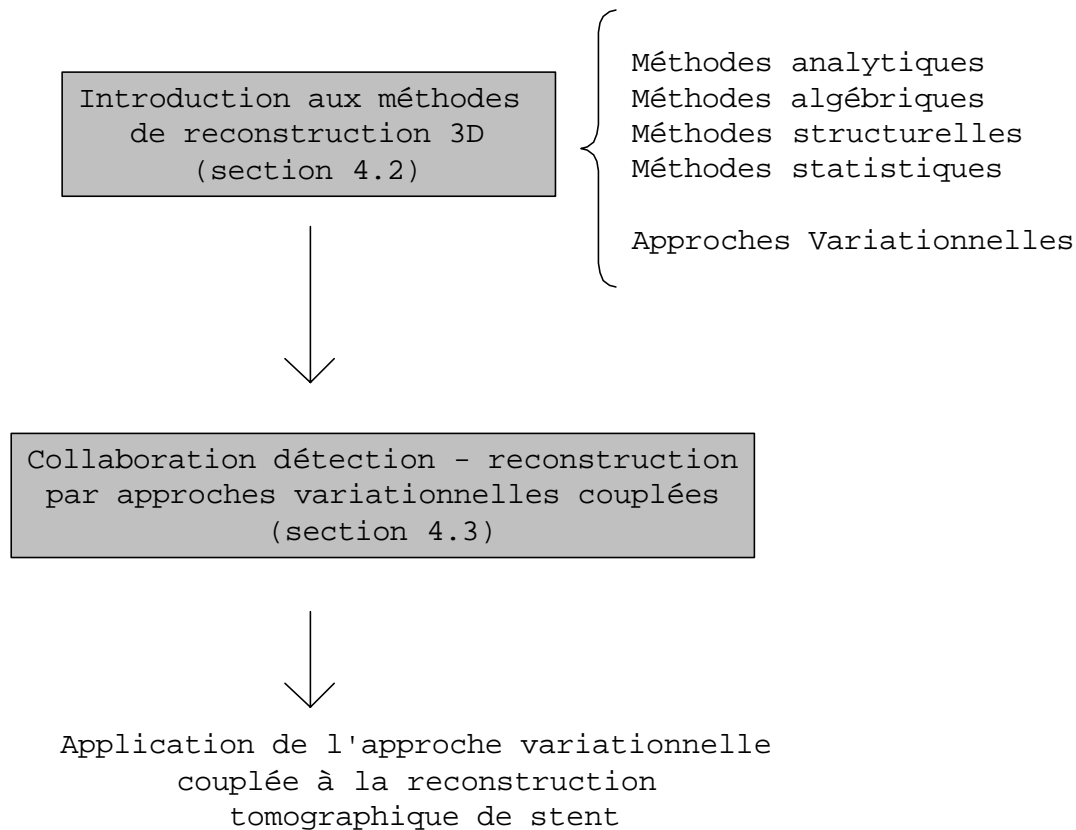 Introduction aux méthodes
de reconstruction 3D
(section 4.2)
Méthodes analytiques
Méthodes algébriques
Méthodes structurelles
Méthodes statistiques
Approches Variationnelles
Collaboration détection - reconstruction
par approches variationnelles couplées
(section 4.3)
Application de l'approche variationnelle
couplée à la reconstruction
tomographique de stent